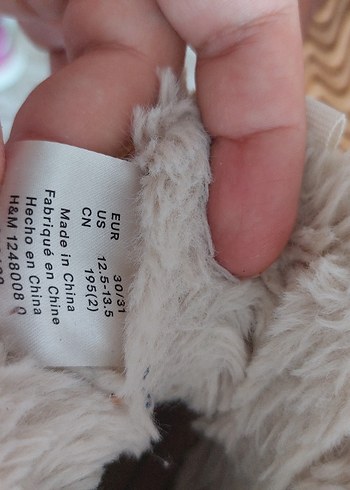 EUR 30/31
US 12.5-13.5
CN 195(2)
Made in China
Fabriqué en Chine
Hecho en China
H&M 1248008 0